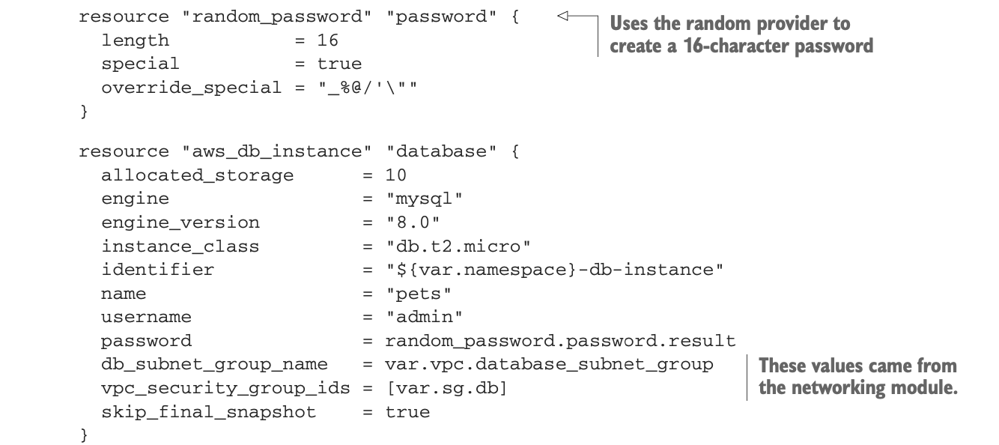 resource "random_password" "password" {
  length           = 16
  special          = true
  override_special = "_%@/'\""
}
Uses the random provider to
create a 16-character password
resource "aws_db_instance" "database" {
  allocated_storage      = 10
  engine                 = "mysql"
  engine_version         = "8.0"
  instance_class         = "db.t2.micro"
  identifier             = "${var.namespace}-db-instance"
  name                   = "pets"
  username               = "admin"
  password               = random_password.password.result
  db_subnet_group_name   = var.vpc.database_subnet_group
  vpc_security_group_ids = [var.sg.db]
  skip_final_snapshot    = true
}
These values came from
the networking module.